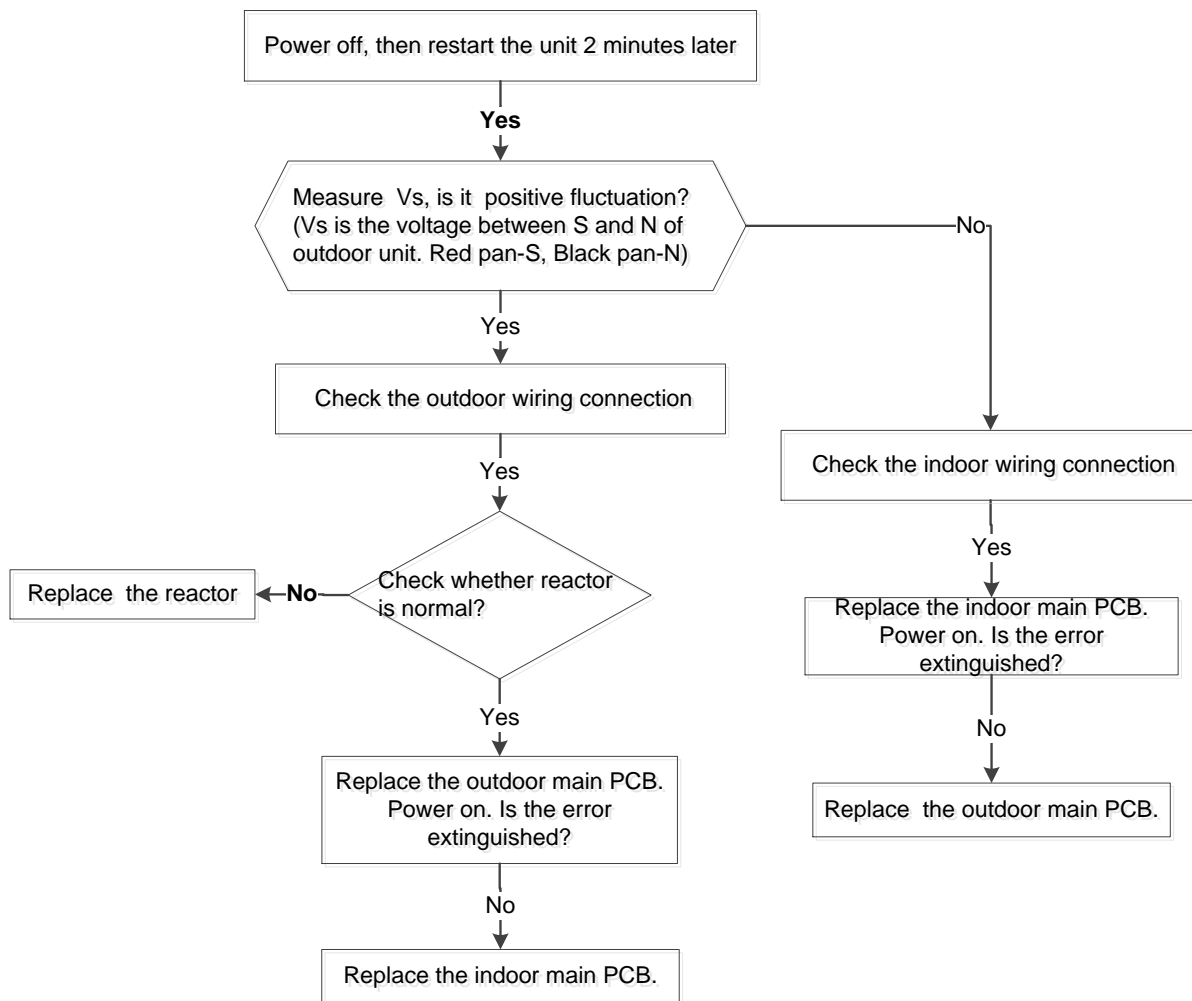 Power off, then restart the unit 2 minutes later
Yes
Measure Vs, is it positive fluctuation?
(Vs is the voltage between S and N of
outdoor unit. Red pan-S, Black pan-N)
No
Yes
Check the outdoor wiring connection
Check the indoor wiring connection
Yes
Yes
Check whether reactor
is normal?
No
Replace the reactor
Replace the indoor main PCB.
Power on. Is the error
extinguished?
Yes
No
Replace the outdoor main PCB.
Power on. Is the error
extinguished?
Replace the outdoor main PCB.
No
Replace the indoor main PCB.